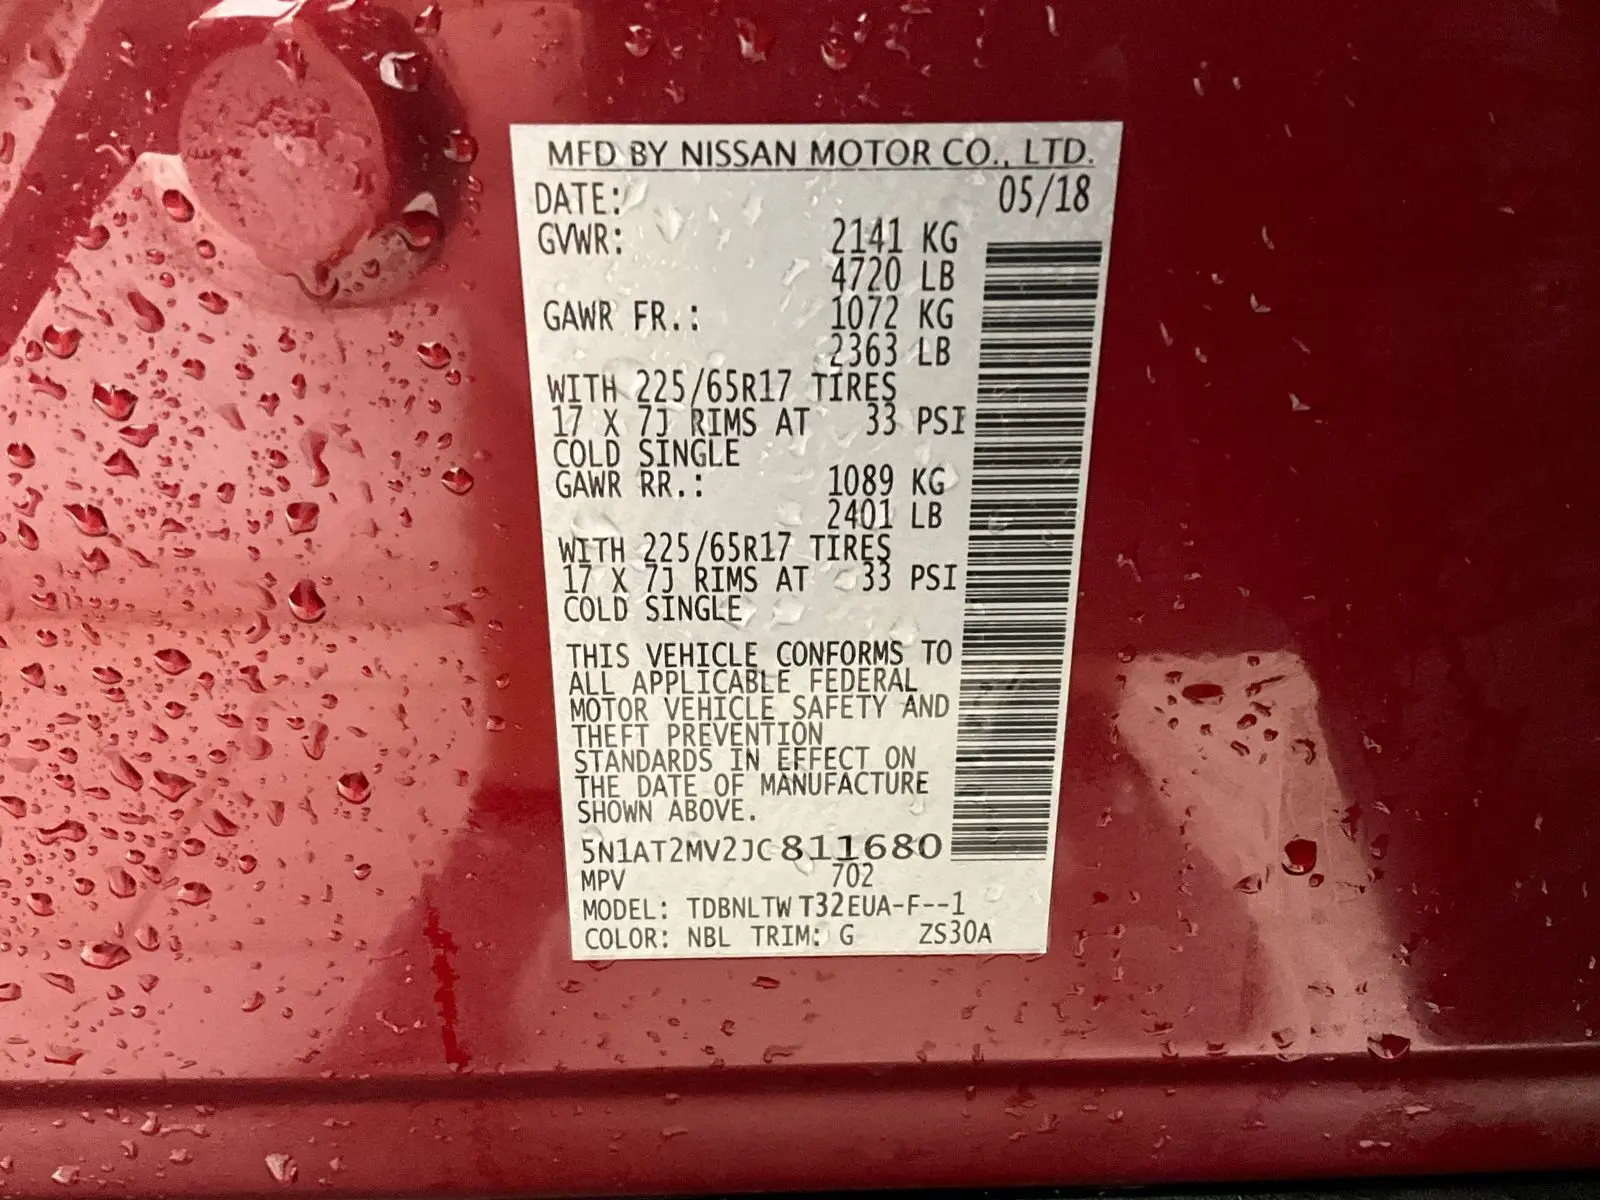 MFD BY NISSAN MOTOR CO., LTD.
DATE: 05/18
GVWR: 2141 KG
4720 LB
GAWR FR.: 1072 KG
2363 LB
WITH 225/65R17 TIRES
17 X 7J RIMS AT 33 PSI
COLD SINGLE
GAWR RR.: 1089 KG
2401 LB
WITH 225/65R17 TIRES
17 X 7J RIMS AT 33 PSI
COLD SINGLE
THIS VEHICLE CONFORMS TO
ALL APPLICABLE FEDERAL
MOTOR VEHICLE SAFETY AND
THEFT PREVENTION
STANDARDS IN EFFECT ON
THE DATE OF MANUFACTURE
SHOWN ABOVE.
5N1AT2MV2JC811680
MPV 702
MODEL: TDBNLTW T32EUA-F--1
COLOR: NBL TRIM: G ZS30A